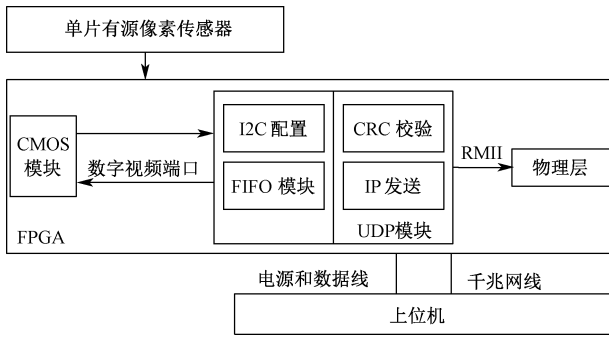 单片有源像素传感器
CMOS
模块
数字视频端口
I2C 配置
FIFO 模块
CRC 校验
IP 发送
UDP模块
RMII
物理层
FPGA
电源和数据线
千兆网线
上位机